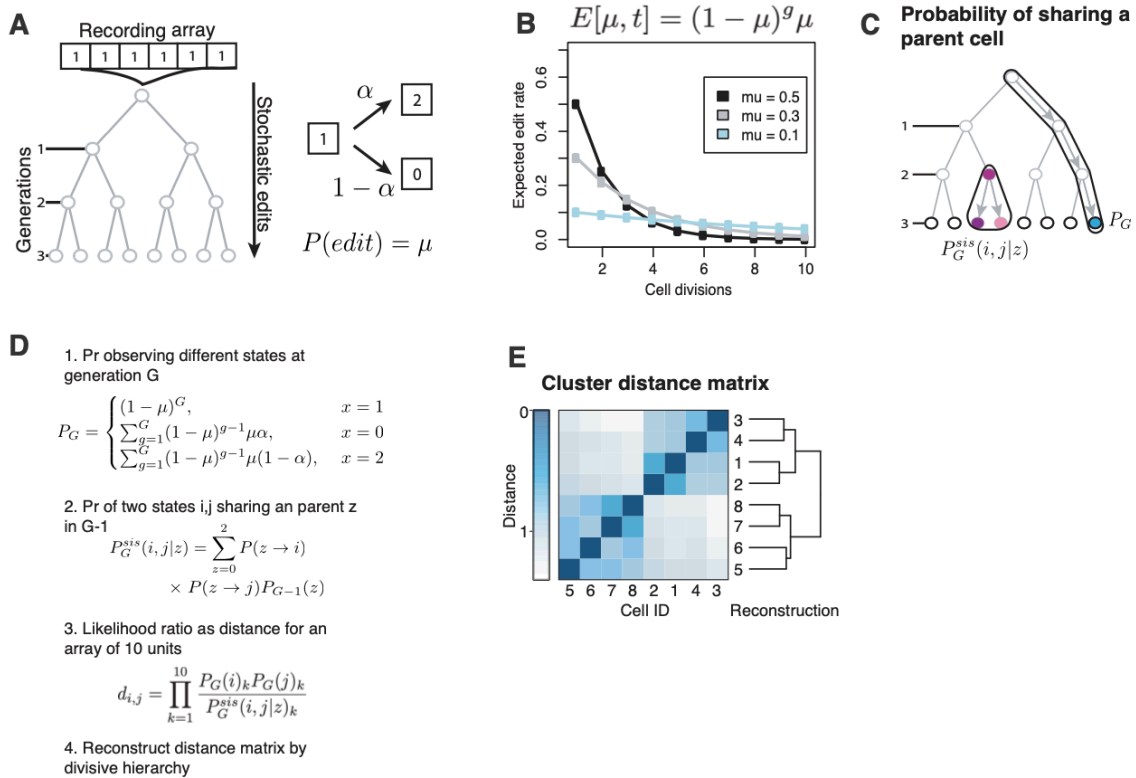 A
Recording array
1 1 1 1 1 1
Generations
1
2
3
Stochastic edits
1
α
2
1 − α
0
P(edit) = μ
B
E[μ, t] = (1 − μ)^g μ
Expected edit rate
0.6
0.4
0.2
0.0
mu = 0.5
mu = 0.3
mu = 0.1
2 4 6 8 10
Cell divisions
C
Probability of sharing a
parent cell
1
2
3
P_G
P_G^{sis}(i, j|z)
D
1. Pr observing different states at
generation G
P_G = { (1 − μ)^G, x = 1
∑_{g=1}^{G} (1 − μ)^{g−1} μα, x = 0
∑_{g=1}^{G} (1 − μ)^{g−1} μ(1 − α), x = 2
2. Pr of two states i,j sharing an parent z
in G-1
P_G^{sis}(i, j|z) = ∑_{z=0}^{2} P(z → i)
× P(z → j)P_{G−1}(z)
3. Likelihood ratio as distance for an
array of 10 units
d_{i,j} = ∏_{k=1}^{10} P_G(i)_k P_G(j)_k / P_G^{sis}(i, j|z)_k
4. Reconstruct distance matrix by
divisive hierarchy
E
Cluster distance matrix
0
1
Distance
3
4
1
2
8
7
6
5
5 6 7 8 2 1 4 3
Cell ID
Reconstruction